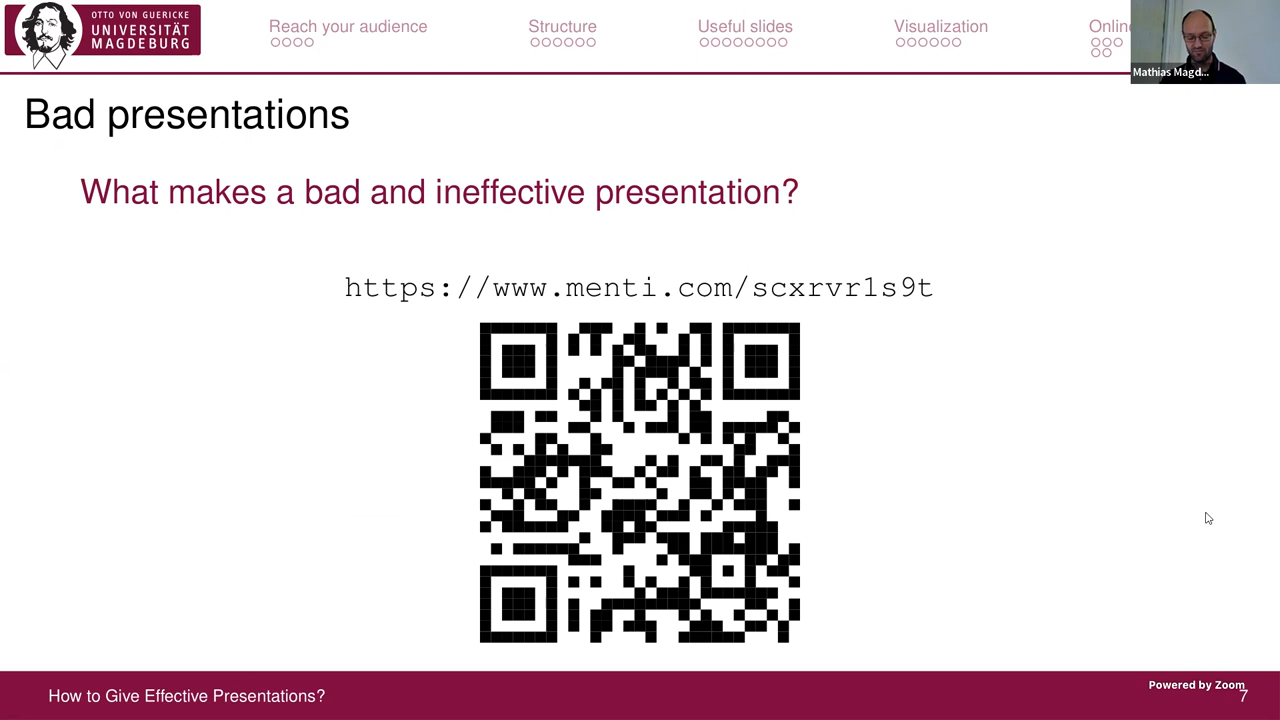 OTTO VON GUERICKE
UNIVERSITÄT
MAGDEBURG
Reach your audience
Structure
Useful slides
Visualization
Online
Mathias Magd...
Bad presentations
What makes a bad and ineffective presentation?
https://www.menti.com/scxrvr1s9t
How to Give Effective Presentations?
Powered by Zoom
7